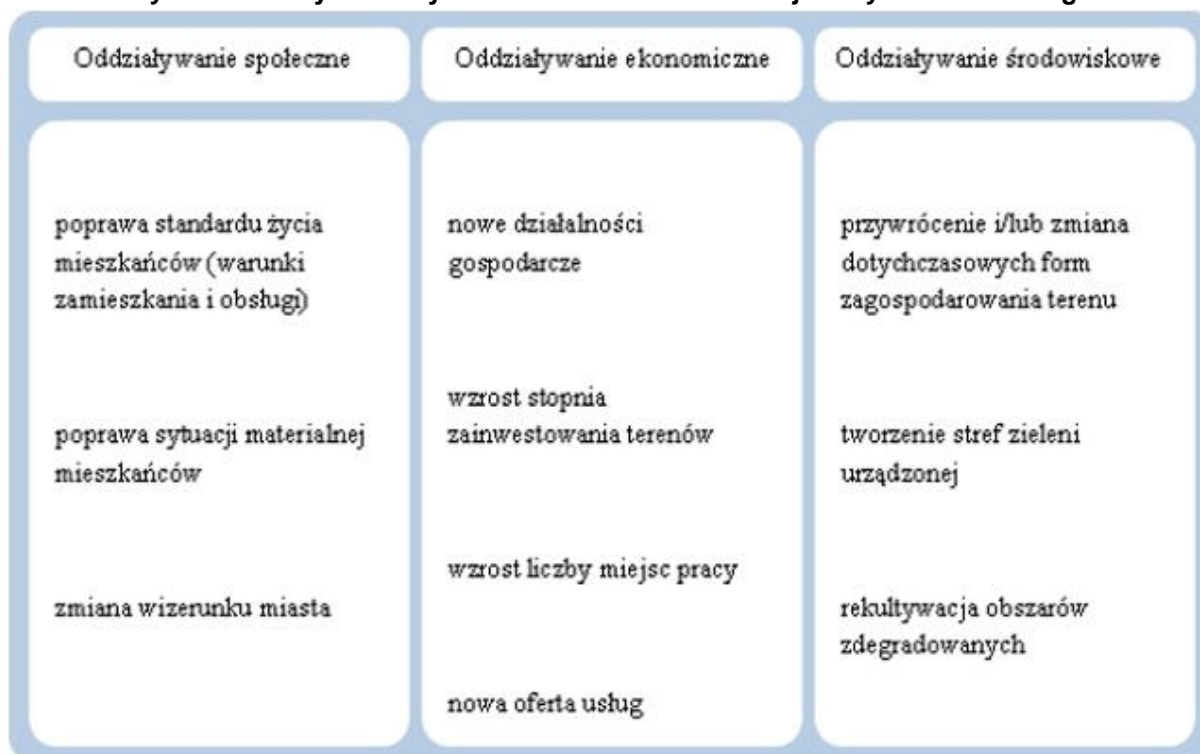 Oddziaływanie społeczne
poprawa standardu życia
mieszkańców (warunki
zamieszkania i obsługi)
poprawa sytuacji materialnej
mieszkańców
zmiana wizerunku miasta
Oddziaływanie ekonomiczne
nowe działalności
gospodarcze
wzrost stopnia
zainwestowania terenów
wzrost liczby miejsc pracy
nowa oferta usług
Oddziaływanie środowiskowe
przywrócenie i/lub zmiana
dotychczasowych form
zagospodarowania terenu
tworzenie stref zieleni
urządzonej
rekultywacja obszarów
zdegradowanych